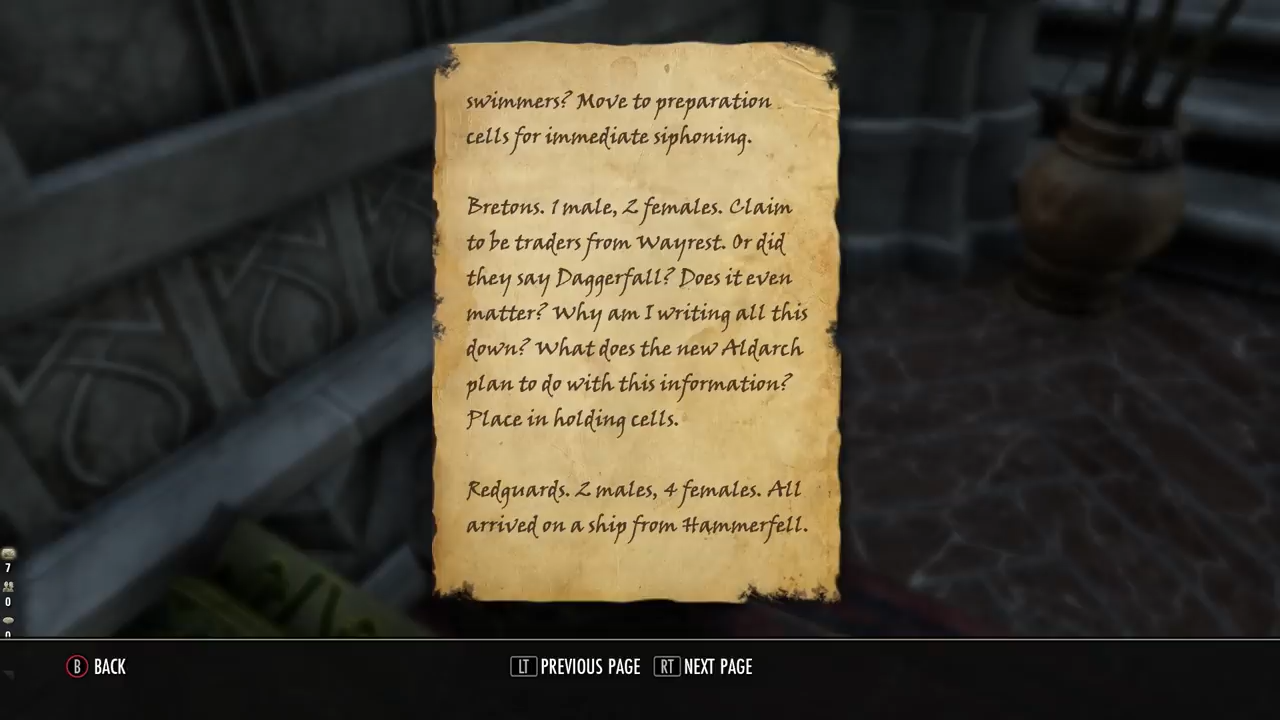 swimmers? Move to preparation
cells for immediate siphoning.
Bretons. 1 male, 2 females. Claim
to be traders from Wayrest. Or did
they say Daggerfall? Does it even
matter? Why am I writing all this
down? What does the new Aldarch
plan to do with this information?
Place in holding cells.
Redguards. 2 males, 4 females. All
arrived on a ship from Hammerfell.
7
0
0
B BACK
LT PREVIOUS PAGE RT NEXT PAGE